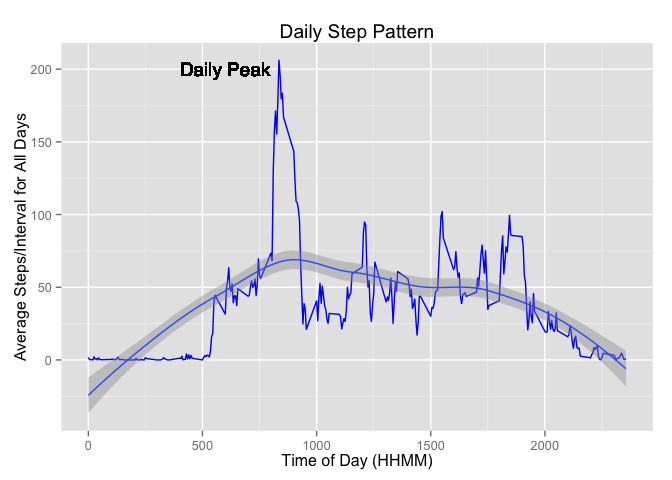 Daily Step Pattern
Daily Peak
200
150
100
50
0
Average Steps/Interval for All Days
0 500 1000 1500 2000
Time of Day (HHMM)